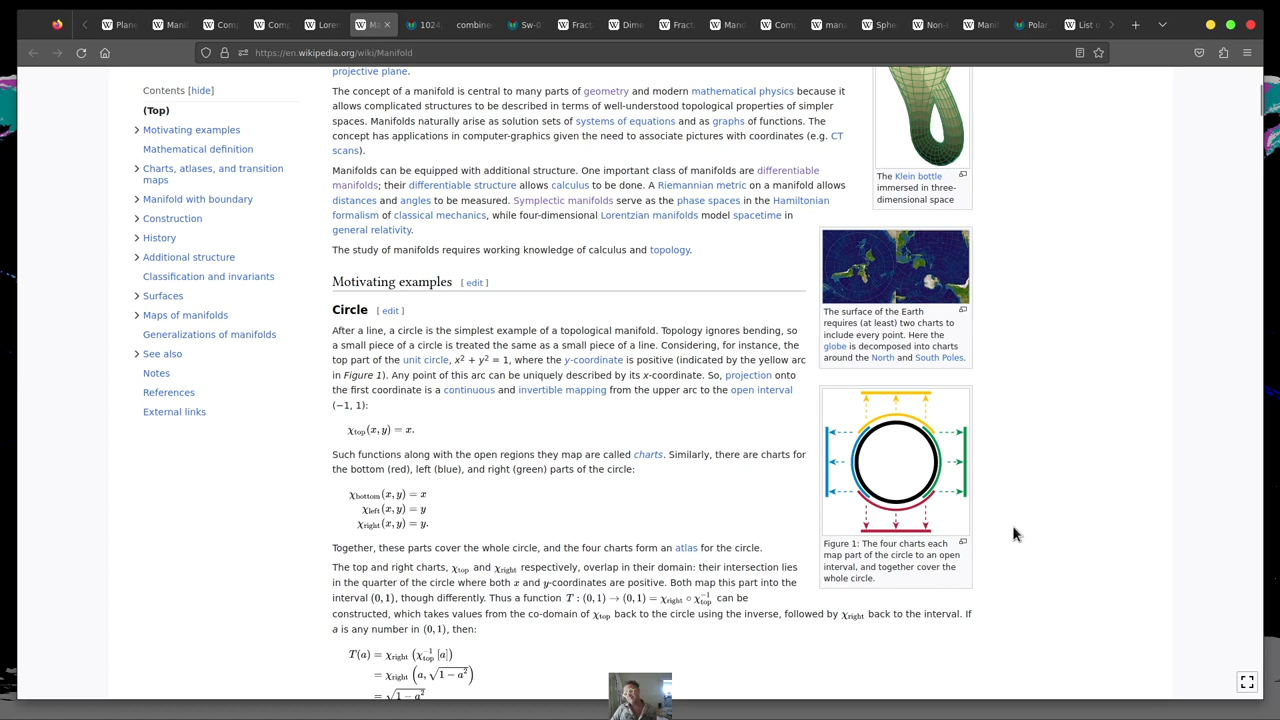 Plane
Mani
Comp
Comp
Loren
Ma
1024
combine
Sw-0
Fract
Dime
Fract
Mand
Comp
mana
Sphe
Non-
Manif
Polar
List o
https://en.wikipedia.org/wiki/Manifold
Contents [hide]
(Top)
Motivating examples
Mathematical definition
Charts, atlases, and transition
maps
Manifold with boundary
Construction
History
Additional structure
Classification and invariants
Surfaces
Maps of manifolds
Generalizations of manifolds
See also
Notes
References
External links
projective plane.
The concept of a manifold is central to many parts of geometry and modern mathematical physics because it
allows complicated structures to be described in terms of well-understood topological properties of simpler
spaces. Manifolds naturally arise as solution sets of systems of equations and as graphs of functions. The
concept has applications in computer-graphics given the need to associate pictures with coordinates (e.g. CT
scans).
Manifolds can be equipped with additional structure. One important class of manifolds are differentiable
manifolds; their differentiable structure allows calculus to be done. A Riemannian metric on a manifold allows
distances and angles to be measured. Symplectic manifolds serve as the phase spaces in the Hamiltonian
formalism of classical mechanics, while four-dimensional Lorentzian manifolds model spacetime in
general relativity.
The study of manifolds requires working knowledge of calculus and topology.
Motivating examples [ edit ]
Circle [ edit ]
After a line, a circle is the simplest example of a topological manifold. Topology ignores bending, so
a small piece of a circle is treated the same as a small piece of a line. Considering, for instance, the
top part of the unit circle, x² + y² = 1, where the y-coordinate is positive (indicated by the yellow arc
in Figure 1). Any point of this arc can be uniquely described by its x-coordinate. So, projection onto
the first coordinate is a continuous and invertible mapping from the upper arc to the open interval
(−1, 1):
χtop(x, y) = x.
Such functions along with the open regions they map are called charts. Similarly, there are charts for
the bottom (red), left (blue), and right (green) parts of the circle:
χbottom(x, y) = x
χleft(x, y) = y
χright(x, y) = y.
Together, these parts cover the whole circle, and the four charts form an atlas for the circle.
The top and right charts, χtop and χright respectively, overlap in their domain: their intersection lies
in the quarter of the circle where both x and y-coordinates are positive. Both map this part into the
interval (0, 1), though differently. Thus a function T : (0, 1) → (0, 1) = χright ∘ χtop⁻¹ can be
constructed, which takes values from the co-domain of χtop back to the circle using the inverse, followed by χright back to the interval. If
a is any number in (0, 1), then:
T(a) = χright (χtop⁻¹ [a])
= χright (a, √1 − a²)
= √1 − a²
The Klein bottle
immersed in three-
dimensional space
The surface of the Earth
requires (at least) two charts to
include every point. Here the
globe is decomposed into charts
around the North and South Poles.
Figure 1: The four charts each
map part of the circle to an open
interval, and together cover the
whole circle.